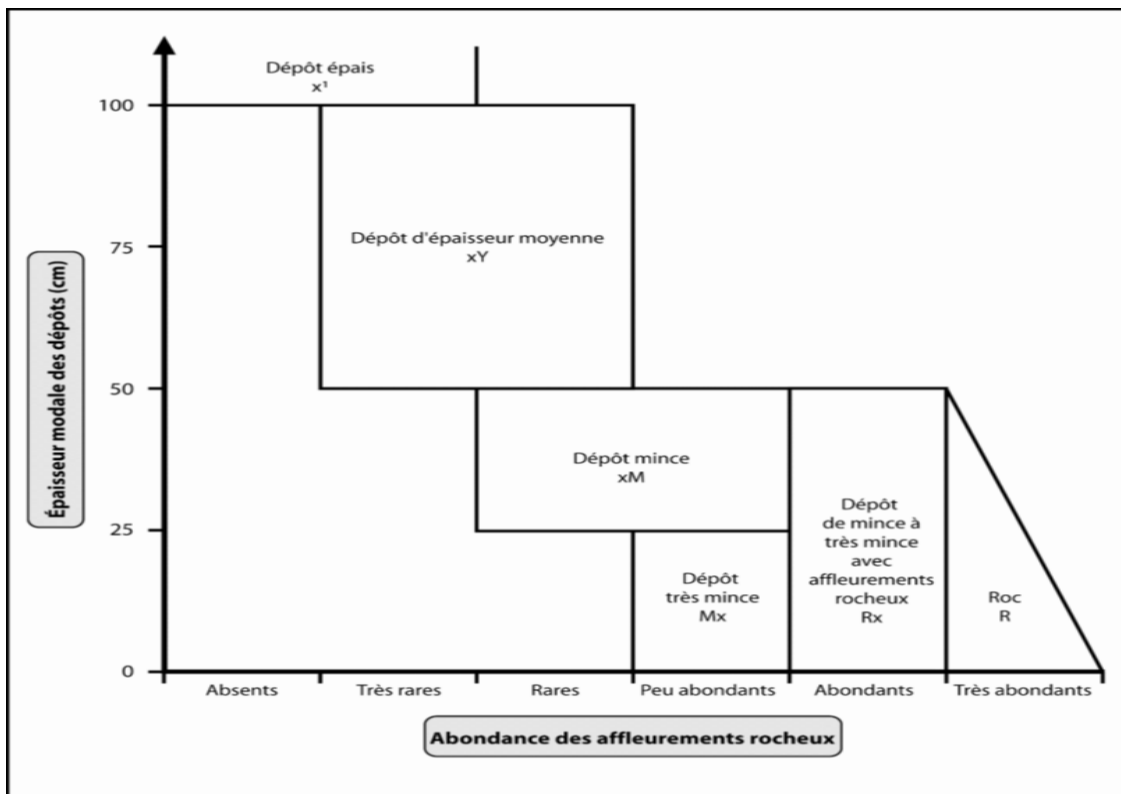 Dépôt épais
x¹
100
Dépôt d'épaisseur moyenne
xY
75
Épaisseur modale des dépôts (cm)
50
Dépôt mince
xM
25
Dépôt
très mince
Mx
Dépôt
de mince à
très mince
avec
affleurements
rocheux
Rx
Roc
R
0
Absents
Très rares
Rares
Peu abondants
Abondants
Très abondants
Abondance des affleurements rocheux